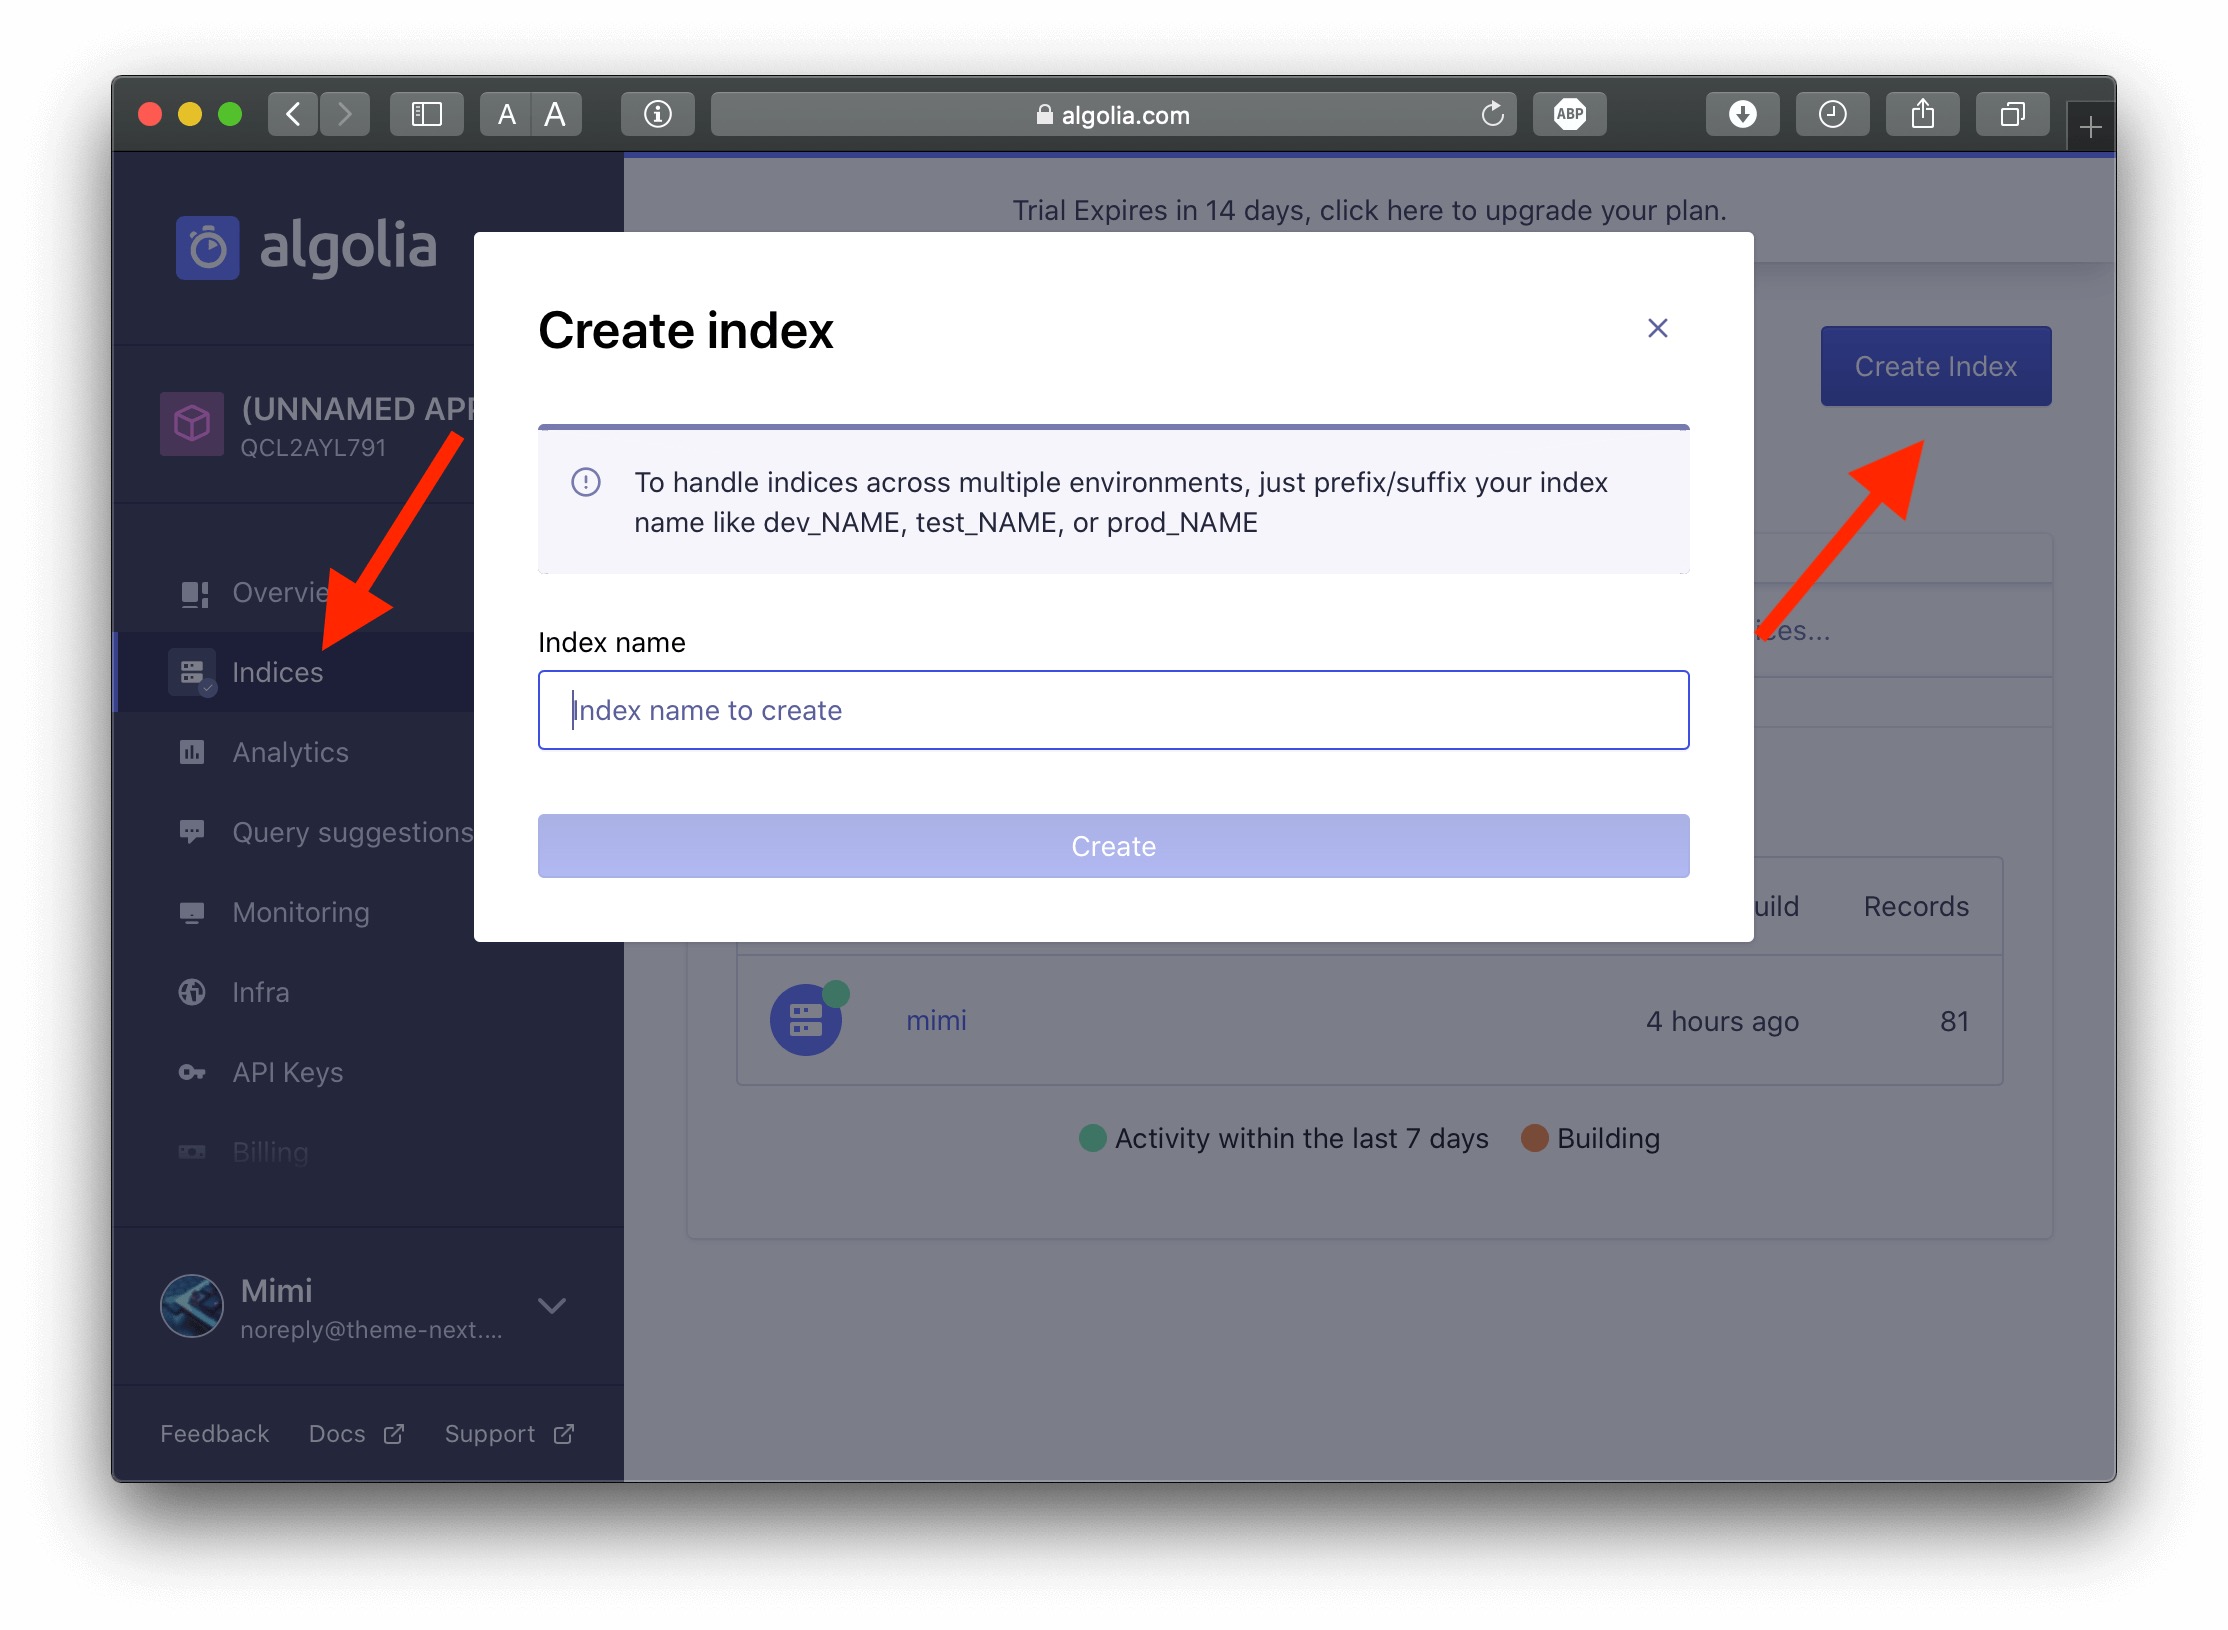 A A
algolia.com
ABP
algolia
Trial Expires in 14 days, click here to upgrade your plan.
Create index
Create Index
(UNNAMED APP
QCL2AYL791
To handle indices across multiple environments, just prefix/suffix your index
name like dev_NAME, test_NAME, or prod_NAME
Overvie
Index name
Indices
Index name to create
Analytics
Query suggestions
Create
Monitoring
Records
Infra
mimi
4 hours ago
81
API Keys
Activity within the last 7 days
Building
Billing
Mimi
noreply@theme-next....
Feedback
Docs
Support